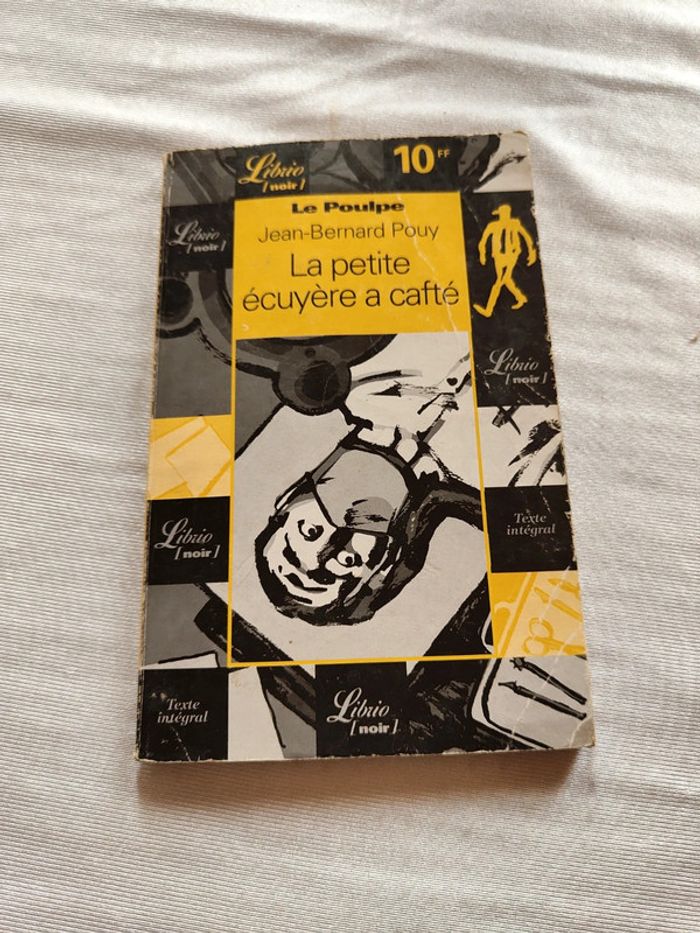 Librio
[noir]
10 FF
Le Poulpe
Jean-Bernard Pouy
La petite
écuyère a cafté
Librio
[noir]
Librio
[noir]
Librio
[noir]
Texte
intégral
Texte
intégral
Librio
[noir]